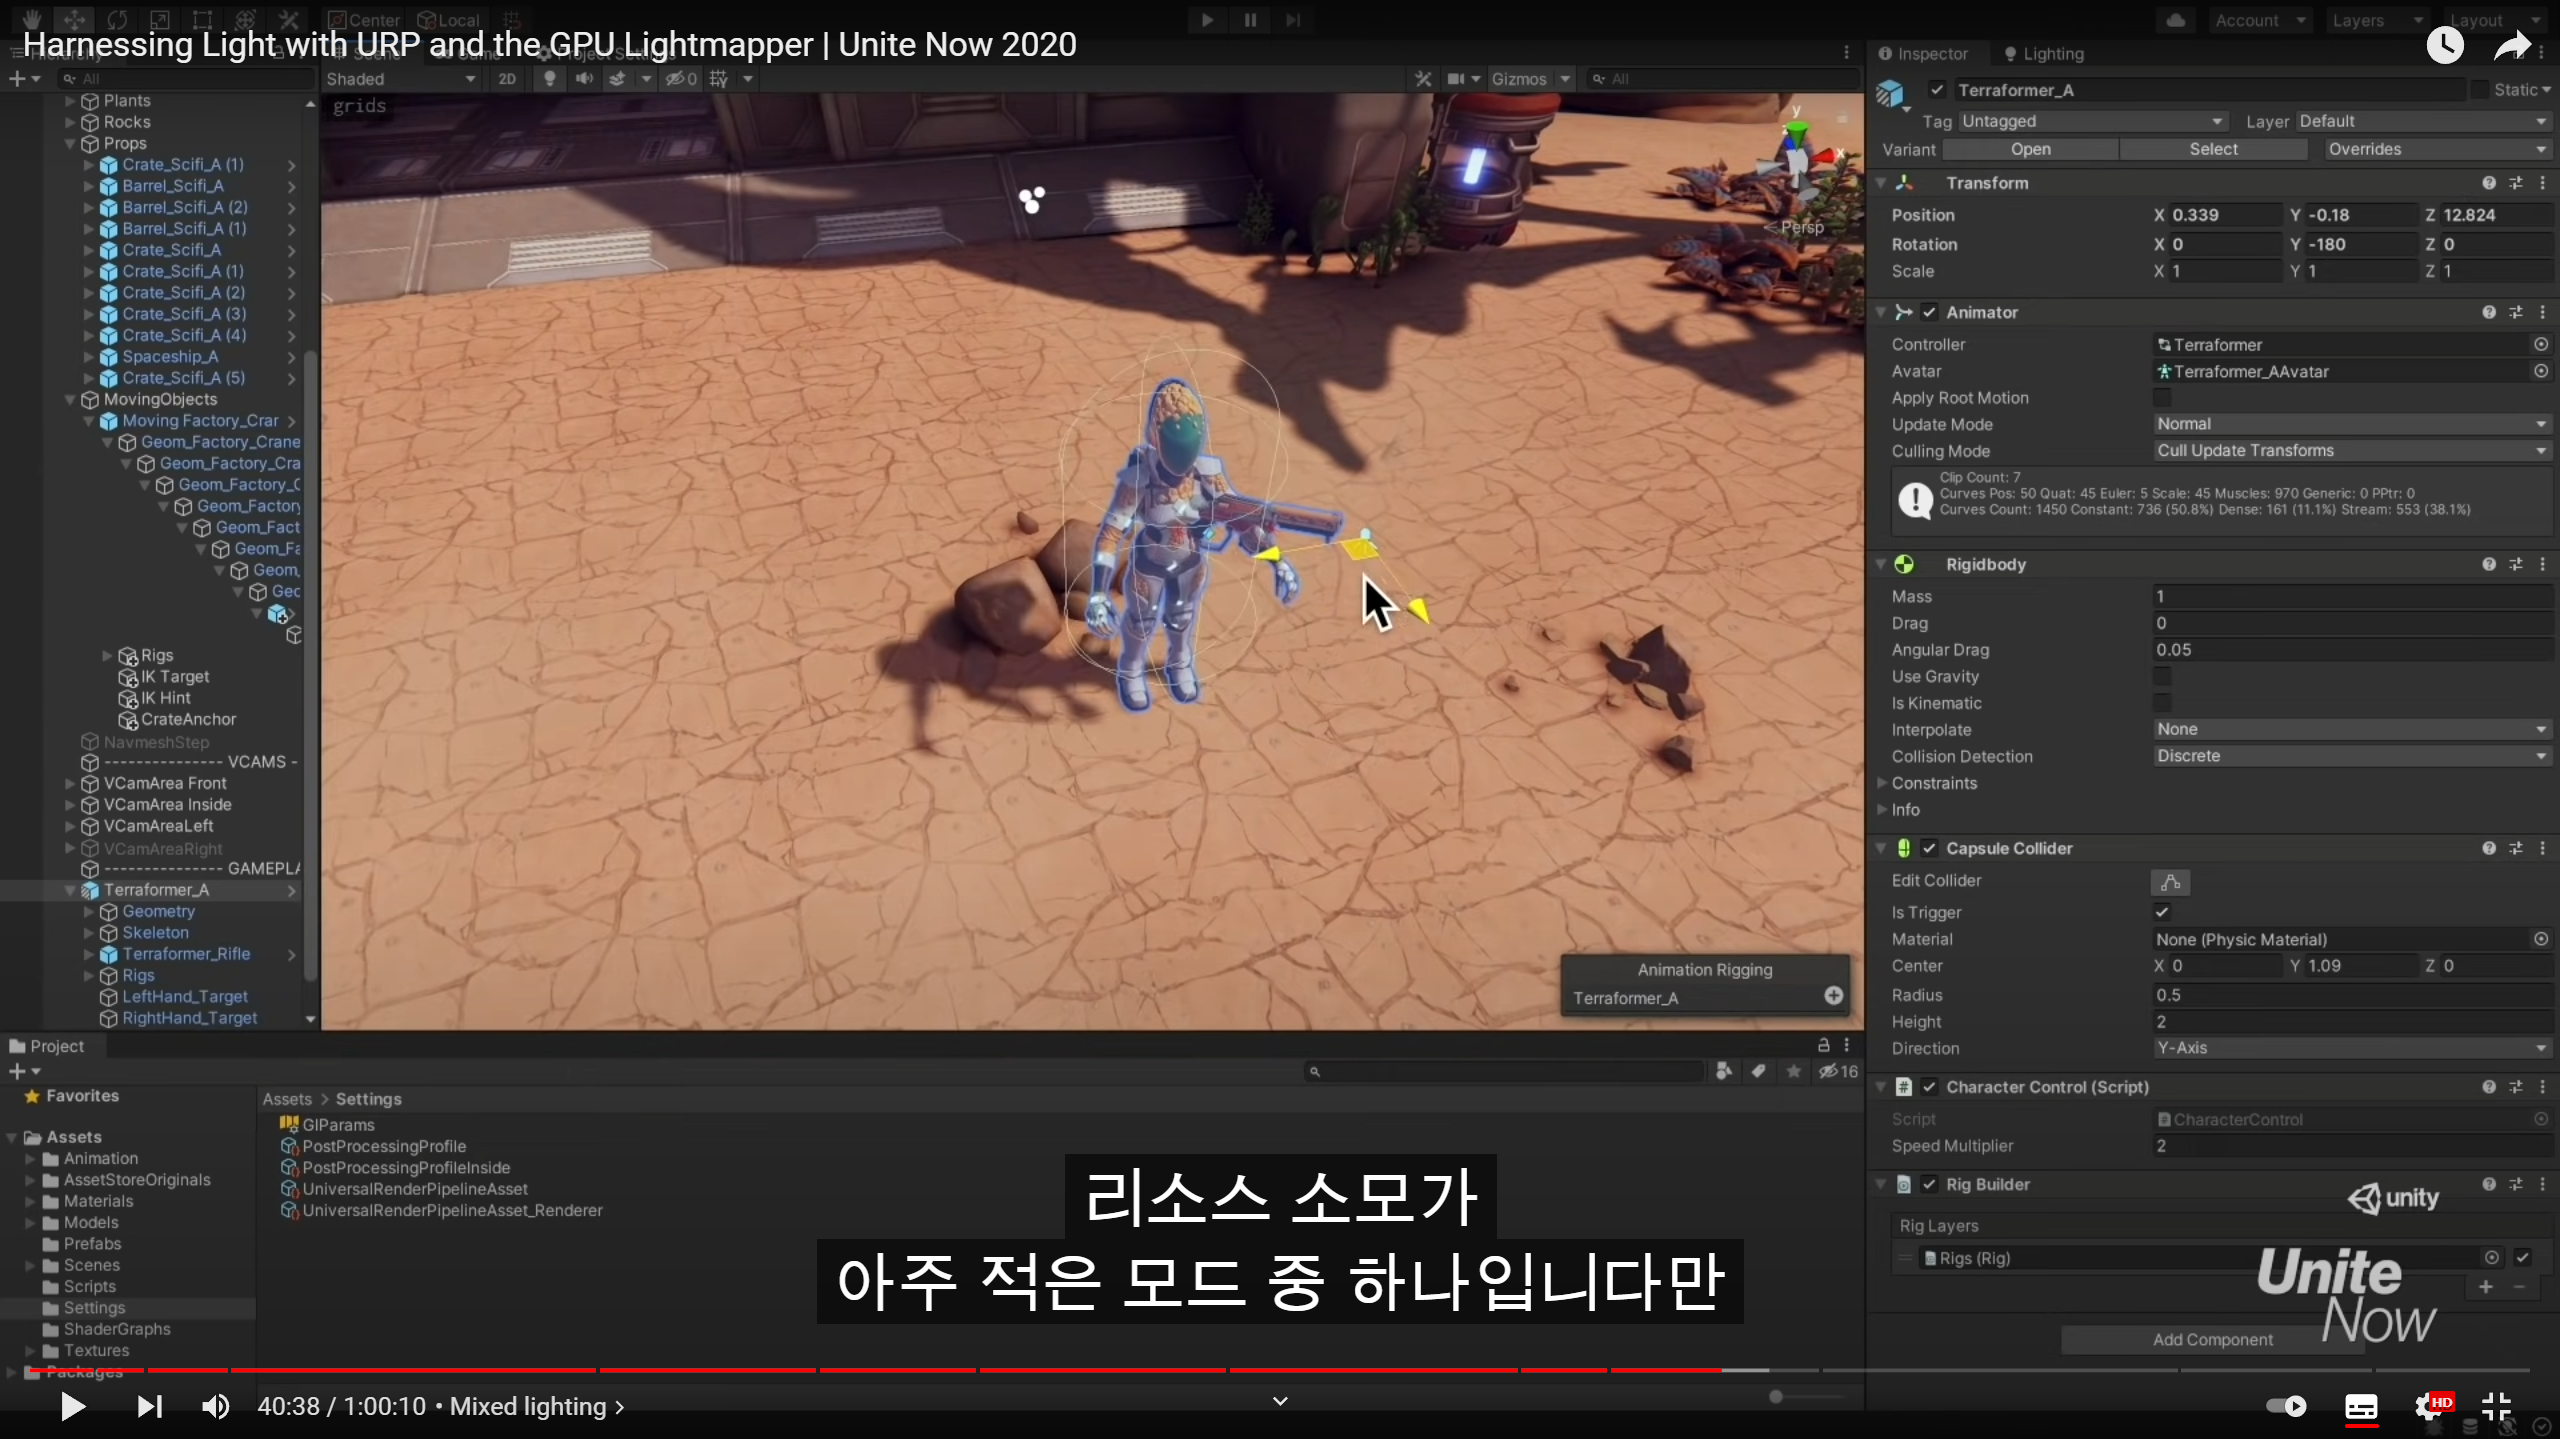 Center
Local
Account
Layers
Layout
Harnessing Light with URP and the GPU Lightmapper | Unite Now 2020
All
Shaded
2D
0
Gizmos
All
grids
Persp
y
x
Plants
Rocks
Props
Crate_Scifi_A (1)
Barrel_Scifi_A
Barrel_Scifi_A (2)
Barrel_Scifi_A (1)
Crate_Scifi_A
Crate_Scifi_A (1)
Crate_Scifi_A (2)
Crate_Scifi_A (3)
Crate_Scifi_A (4)
Spaceship_A
Crate_Scifi_A (5)
MovingObjects
Moving Factory_Crar
Geom_Factory_Crane
Geom_Factory_Cra
Geom_Factory_C
Geom_Factory
Geom_Fact
Geom_Fa
Geom_
Geo
Rigs
IK Target
IK Hint
CrateAnchor
NavmeshStep
--------------- VCAMS -
VCamArea Front
VCamArea Inside
VCamAreaLeft
VCamAreaRight
--------------- GAMEPLA
Terraformer_A
Geometry
Skeleton
Terraformer_Rifle
Rigs
LeftHand_Target
RightHand_Target
Animation Rigging
Terraformer_A
Inspector
Lighting
Terraformer_A
Static
Tag Untagged
Layer Default
Variant Open Select Overrides
Transform
Position X 0.339 Y -0.18 Z 12.824
Rotation X 0 Y -180 Z 0
Scale X 1 Y 1 Z 1
Animator
Controller Terraformer
Avatar Terraformer_AAvatar
Apply Root Motion
Update Mode Normal
Culling Mode Cull Update Transforms
Clip Count: 7
Curves Pos: 50 Quat: 45 Euler: 5 Scale: 45 Muscles: 970 Generic: 0 PPtr: 0
Curves Count: 1450 Constant: 736 (50.8%) Dense: 161 (11.1%) Stream: 553 (38.1%)
Rigidbody
Mass 1
Drag 0
Angular Drag 0.05
Use Gravity
Is Kinematic
Interpolate None
Collision Detection Discrete
Constraints
Info
Capsule Collider
Edit Collider
Is Trigger
Material None (Physic Material)
Center X 0 Y 1.09 Z 0
Radius 0.5
Height 2
Direction Y-Axis
Character Control (Script)
Script CharacterControl
Speed Multiplier 2
Rig Builder
Rig Layers
Rigs (Rig)
Add Component
unity
Unite
Now
Project
16
Favorites
Assets
Animation
AssetStoreOriginals
Materials
Models
Prefabs
Scenes
Scripts
Settings
ShaderGraphs
Textures
Packages
Assets > Settings
GIParams
PostProcessingProfile
PostProcessingProfileInside
UniversalRenderPipelineAsset
UniversalRenderPipelineAsset_Renderer
리소스 소모가
아주 적은 모드 중 하나입니다만
40:38 / 1:00:10 • Mixed lighting
HD